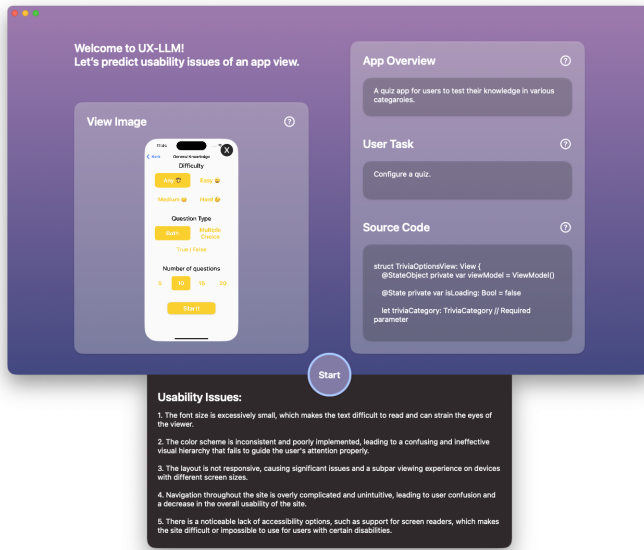 Welcome to UX-LLM!
Let's predict usability issues of an app view.
View Image
?
11:44
X
Back
General Knowledge
Difficulty
Any
Easy
Medium
Hard
Question Type
Both
Multiple
Choice
True / False
Number of questions
5 10 15 20
Start!
App Overview
?
A quiz app for users to test their knowledge in various
categaroies.
User Task
?
Configure a quiz.
Source Code
?
struct TriviaOptionsView: View {
@StateObject private var viewModel = ViewModel()
@State private var isLoading: Bool = false
let triviaCategory: TriviaCategory // Required
parameter
Start
Usability Issues:
1. The font size is excessively small, which makes the text difficult to read and can strain the eyes of
the viewer.
2. The color scheme is inconsistent and poorly implemented, leading to a confusing and ineffective
visual hierarchy that fails to guide the user's attention properly.
3. The layout is not responsive, causing significant issues and a subpar viewing experience on devices
with different screen sizes.
4. Navigation throughout the site is overly complicated and unintuitive, leading to user confusion and
a decrease in the overall usability of the site.
5. There is a noticeable lack of accessibility options, such as support for screen readers, which makes
the site difficult or impossible to use for users with certain disabilities.